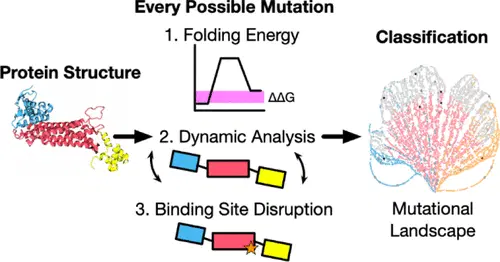 Every Possible Mutation
1. Folding Energy
ΔΔG
Protein Structure
2. Dynamic Analysis
3. Binding Site Disruption
Classification
Mutational
Landscape